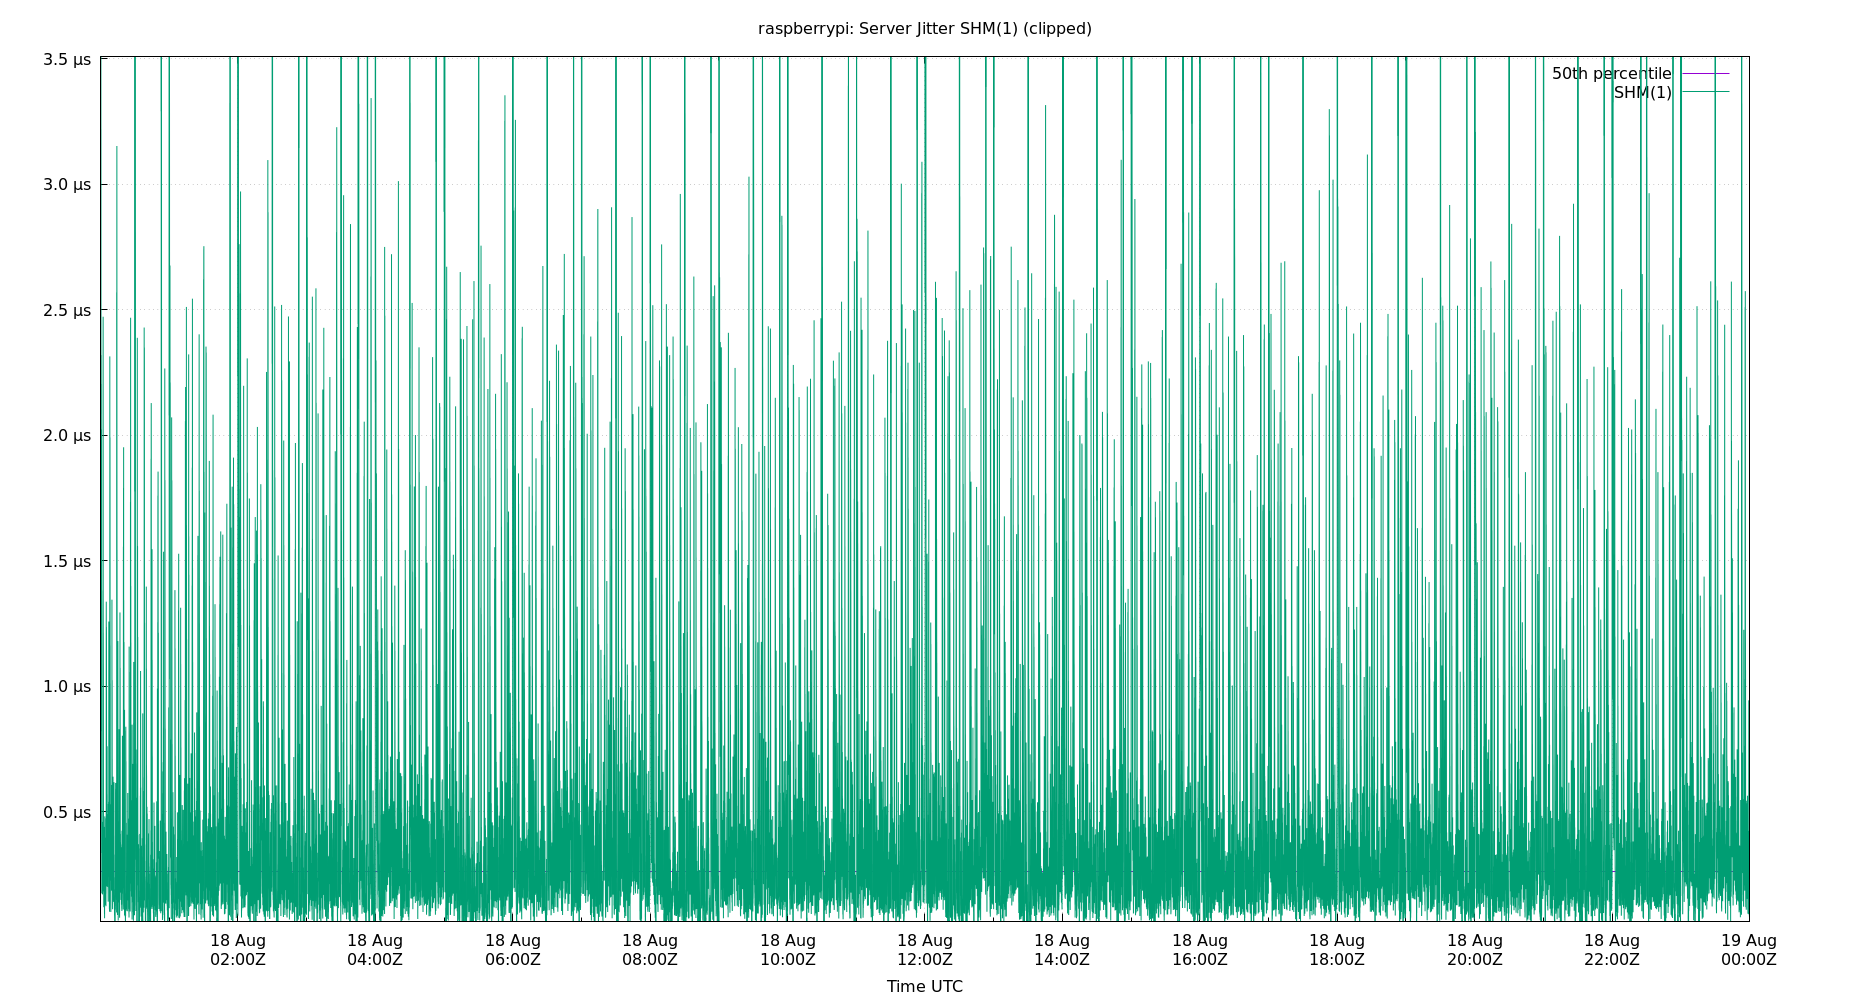 raspberrypi: Server Jitter SHM(1) (clipped)
3.5 µs
3.0 µs
2.5 µs
2.0 µs
1.5 µs
1.0 µs
0.5 µs
50th percentile
SHM(1)
18 Aug 18 Aug 18 Aug 18 Aug 18 Aug 18 Aug 18 Aug 18 Aug 18 Aug 18 Aug 18 Aug 19 Aug
02:00Z 04:00Z 06:00Z 08:00Z 10:00Z 12:00Z 14:00Z 16:00Z 18:00Z 20:00Z 22:00Z 00:00Z
Time UTC